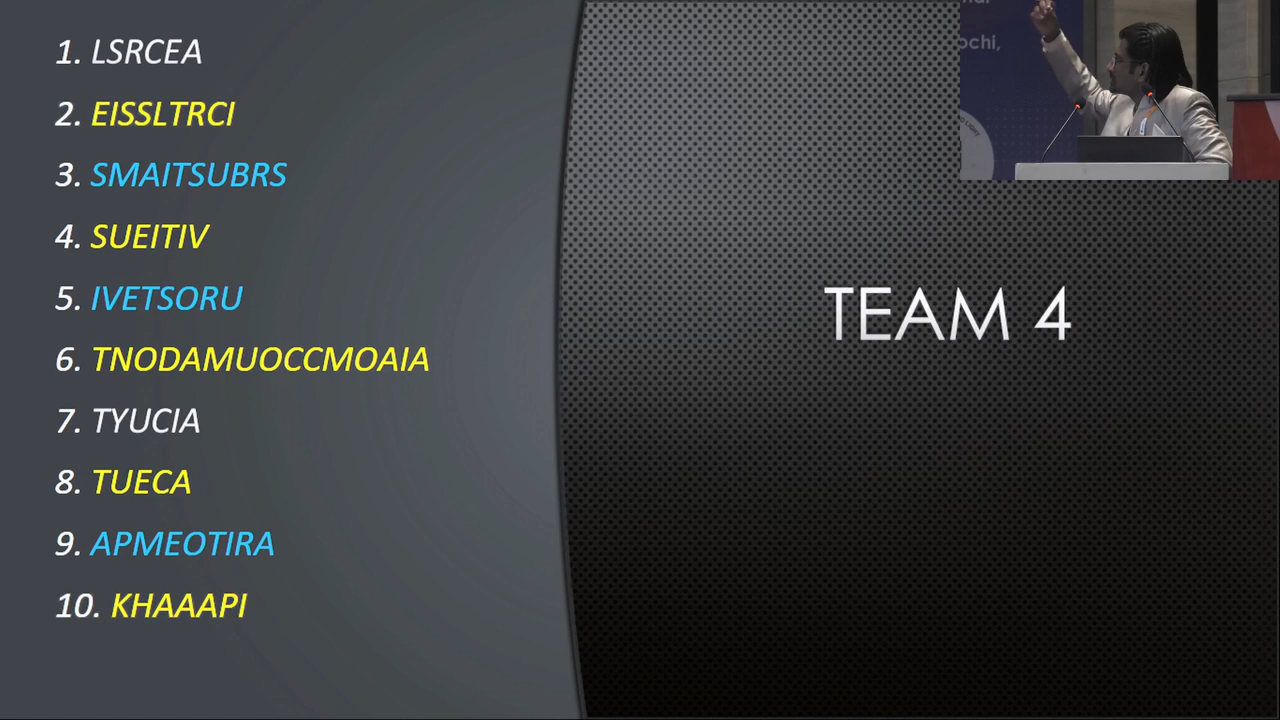 1. LSRCEA
2. EISSLTRCI
3. SMAITSUBRS
4. SUEITIV
5. IVETSORU
6. TNODAMUOCCMOAIA
7. TYUCIA
8. TUECA
9. APMEOTIRA
10. KHAAAPI
TEAM 4